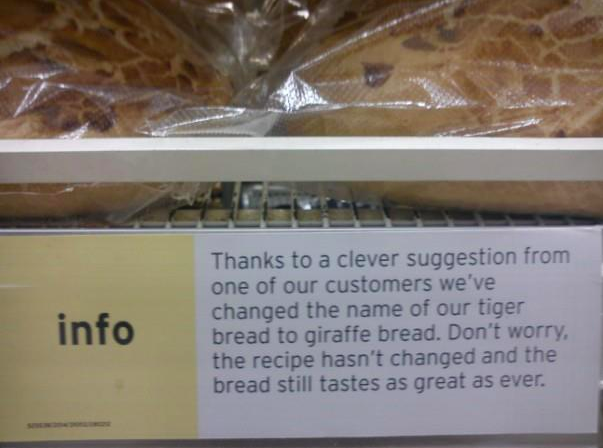 Thanks to a clever suggestion from
one of our customers we've
changed the name of our tiger
bread to giraffe bread. Don't worry,
the recipe hasn't changed and the
bread still tastes as great as ever.
info